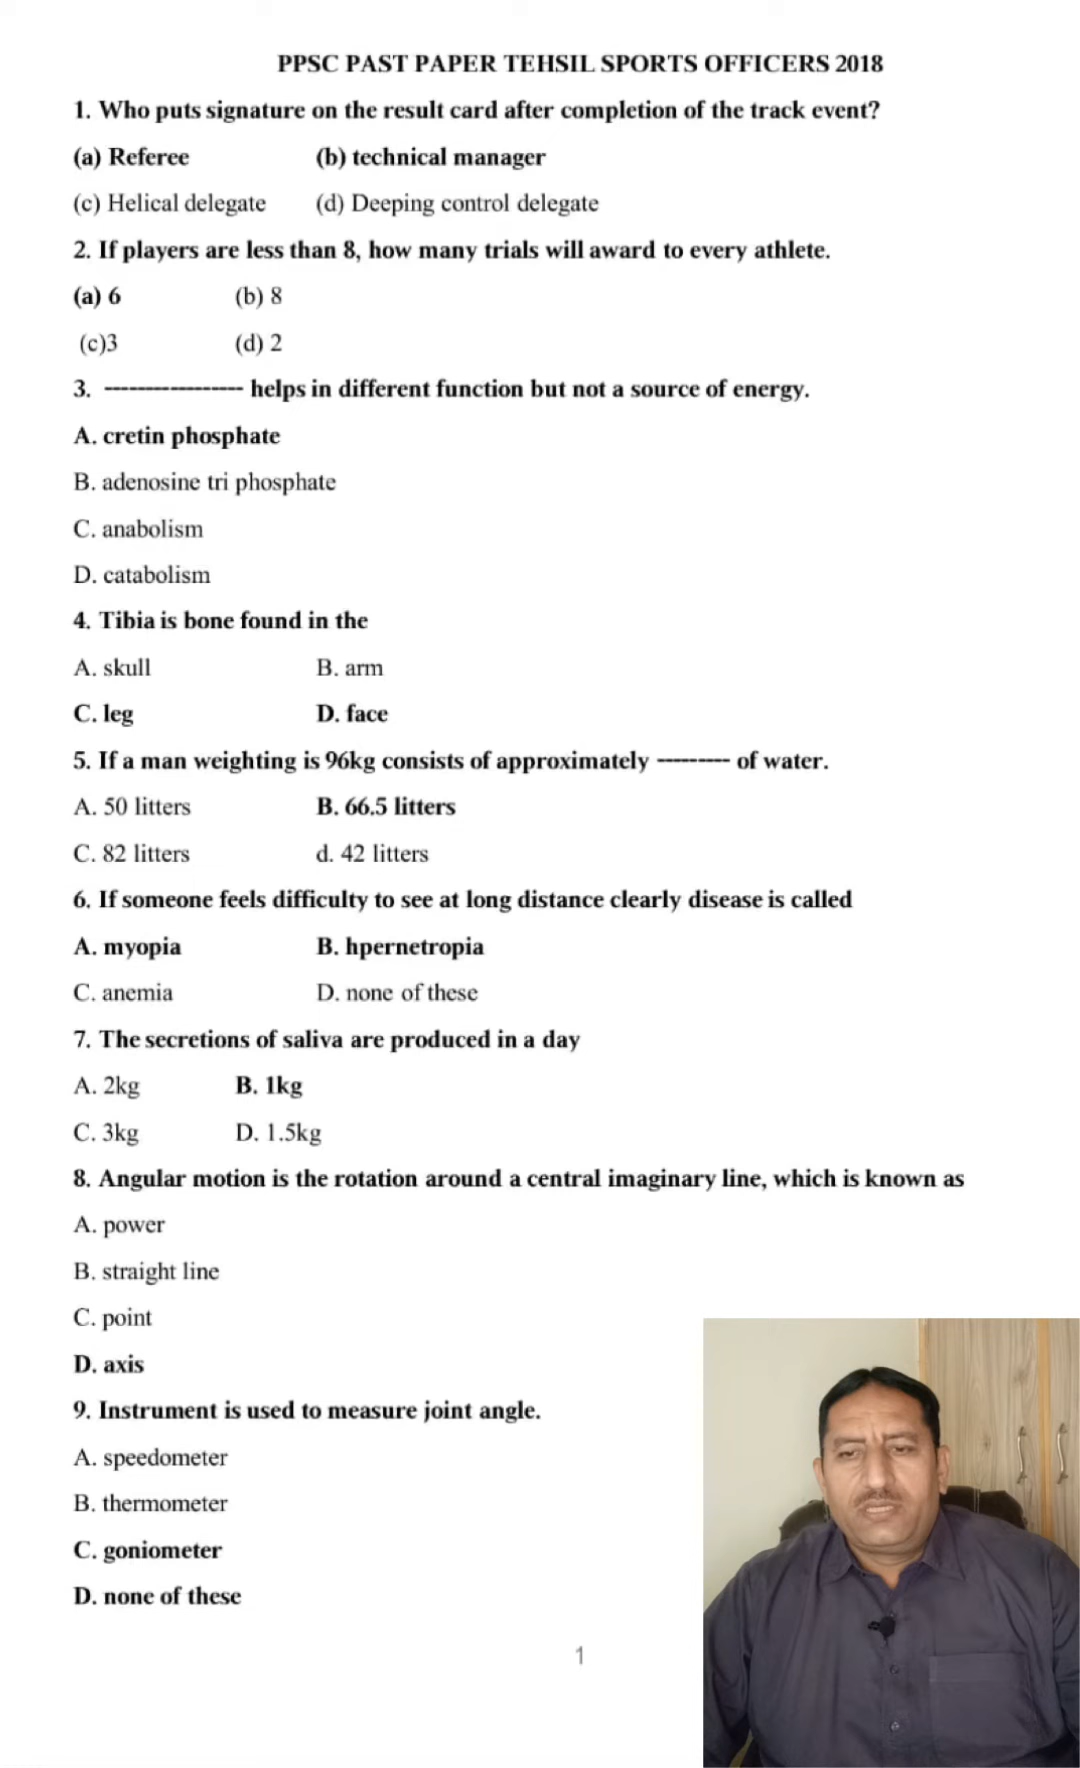 PPSC PAST PAPER TEHSIL SPORTS OFFICERS 2018
1. Who puts signature on the result card after completion of the track event?
(a) Referee (b) technical manager
(c) Helical delegate (d) Deeping control delegate
2. If players are less than 8, how many trials will award to every athlete.
(a) 6 (b) 8
(c)3 (d) 2
3. ----------------- helps in different function but not a source of energy.
A. cretin phosphate
B. adenosine tri phosphate
C. anabolism
D. catabolism
4. Tibia is bone found in the
A. skull B. arm
C. leg D. face
5. If a man weighting is 96kg consists of approximately --------- of water.
A. 50 litters B. 66.5 litters
C. 82 litters d. 42 litters
6. If someone feels difficulty to see at long distance clearly disease is called
A. myopia B. hpernetropia
C. anemia D. none of these
7. The secretions of saliva are produced in a day
A. 2kg B. 1kg
C. 3kg D. 1.5kg
8. Angular motion is the rotation around a central imaginary line, which is known as
A. power
B. straight line
C. point
D. axis
9. Instrument is used to measure joint angle.
A. speedometer
B. thermometer
C. goniometer
D. none of these
1